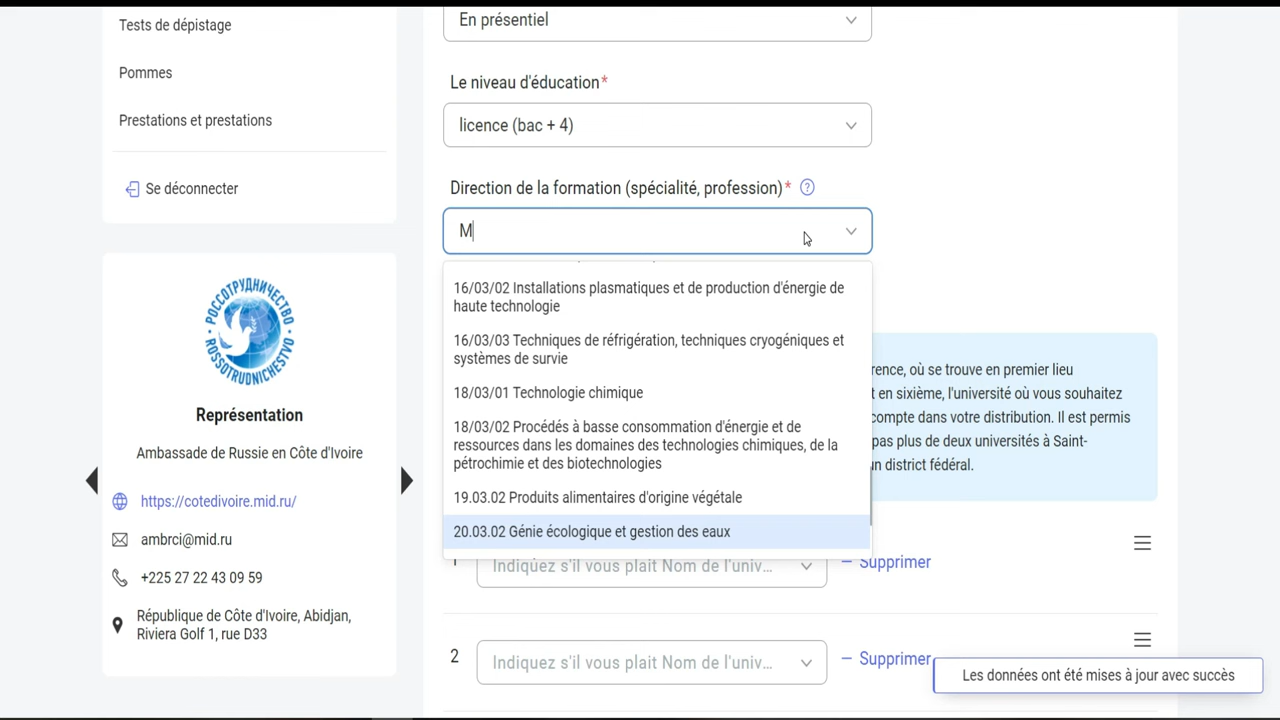 Tests de dépistage
Pommes
Prestations et prestations
Se déconnecter
РОССОТРУДНИЧЕСТВО
ROSSOTRUDNICHESTVO
Représentation
Ambassade de Russie en Côte d'Ivoire
https://cotedivoire.mid.ru/
ambrci@mid.ru
+225 27 22 43 09 59
République de Côte d'Ivoire, Abidjan,
Riviera Golf 1, rue D33
En présentiel
Le niveau d'éducation*
licence (bac + 4)
Direction de la formation (spécialité, profession)* ?
M
16/03/02 Installations plasmatiques et de production d'énergie de
haute technologie
16/03/03 Techniques de réfrigération, techniques cryogéniques et
systèmes de survie
18/03/01 Technologie chimique
18/03/02 Procédés à basse consommation d'énergie et de
ressources dans les domaines des technologies chimiques, de la
pétrochimie et des biotechnologies
19.03.02 Produits alimentaires d'origine végétale
20.03.02 Génie écologique et gestion des eaux
rence, où se trouve en premier lieu
t en sixième, l'université où vous souhaitez
compte dans votre distribution. Il est permis
pas plus de deux universités à Saint-
n district fédéral.
1 Indiquez s'il vous plait Nom de l'univ... — Supprimer
2 Indiquez s'il vous plait Nom de l'univ... — Supprimer
Les données ont été mises à jour avec succès